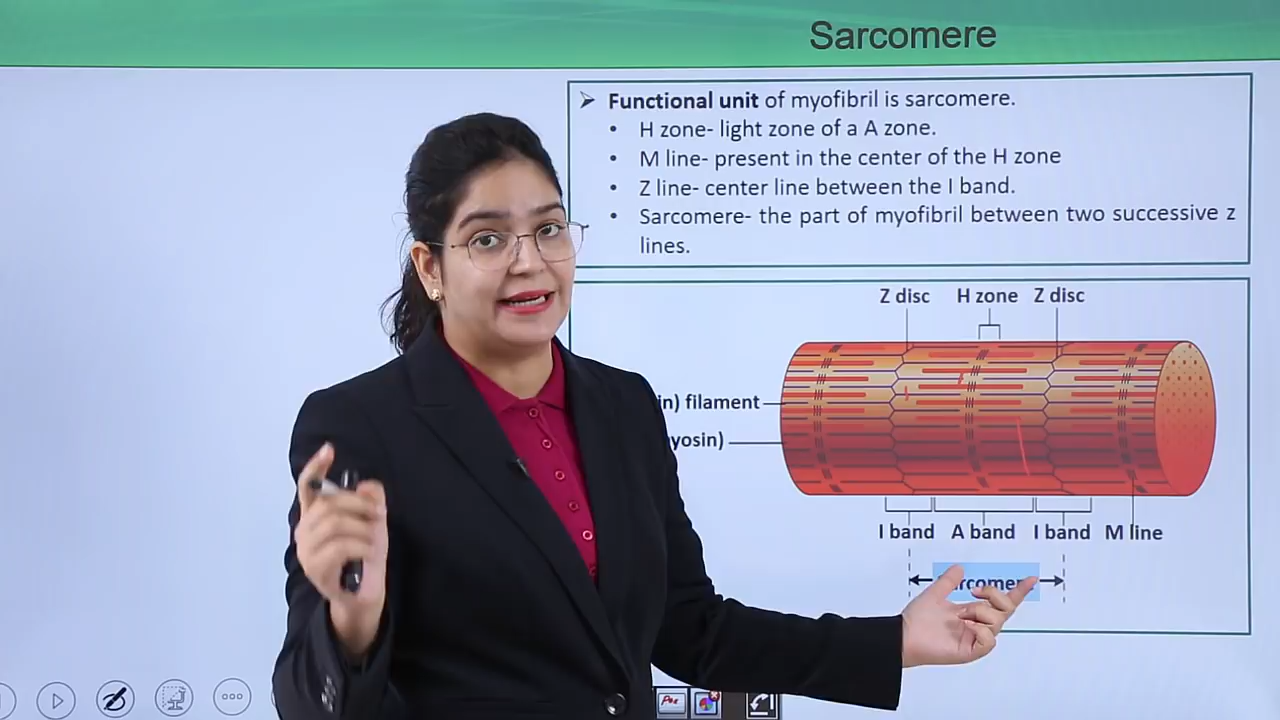 Sarcomere
➢ Functional unit of myofibril is sarcomere.
• H zone- light zone of a A zone.
• M line- present in the center of the H zone
• Z line- center line between the I band.
• Sarcomere- the part of myofibril between two successive z
lines.
Z disc H zone Z disc
filament
I band A band I band M line